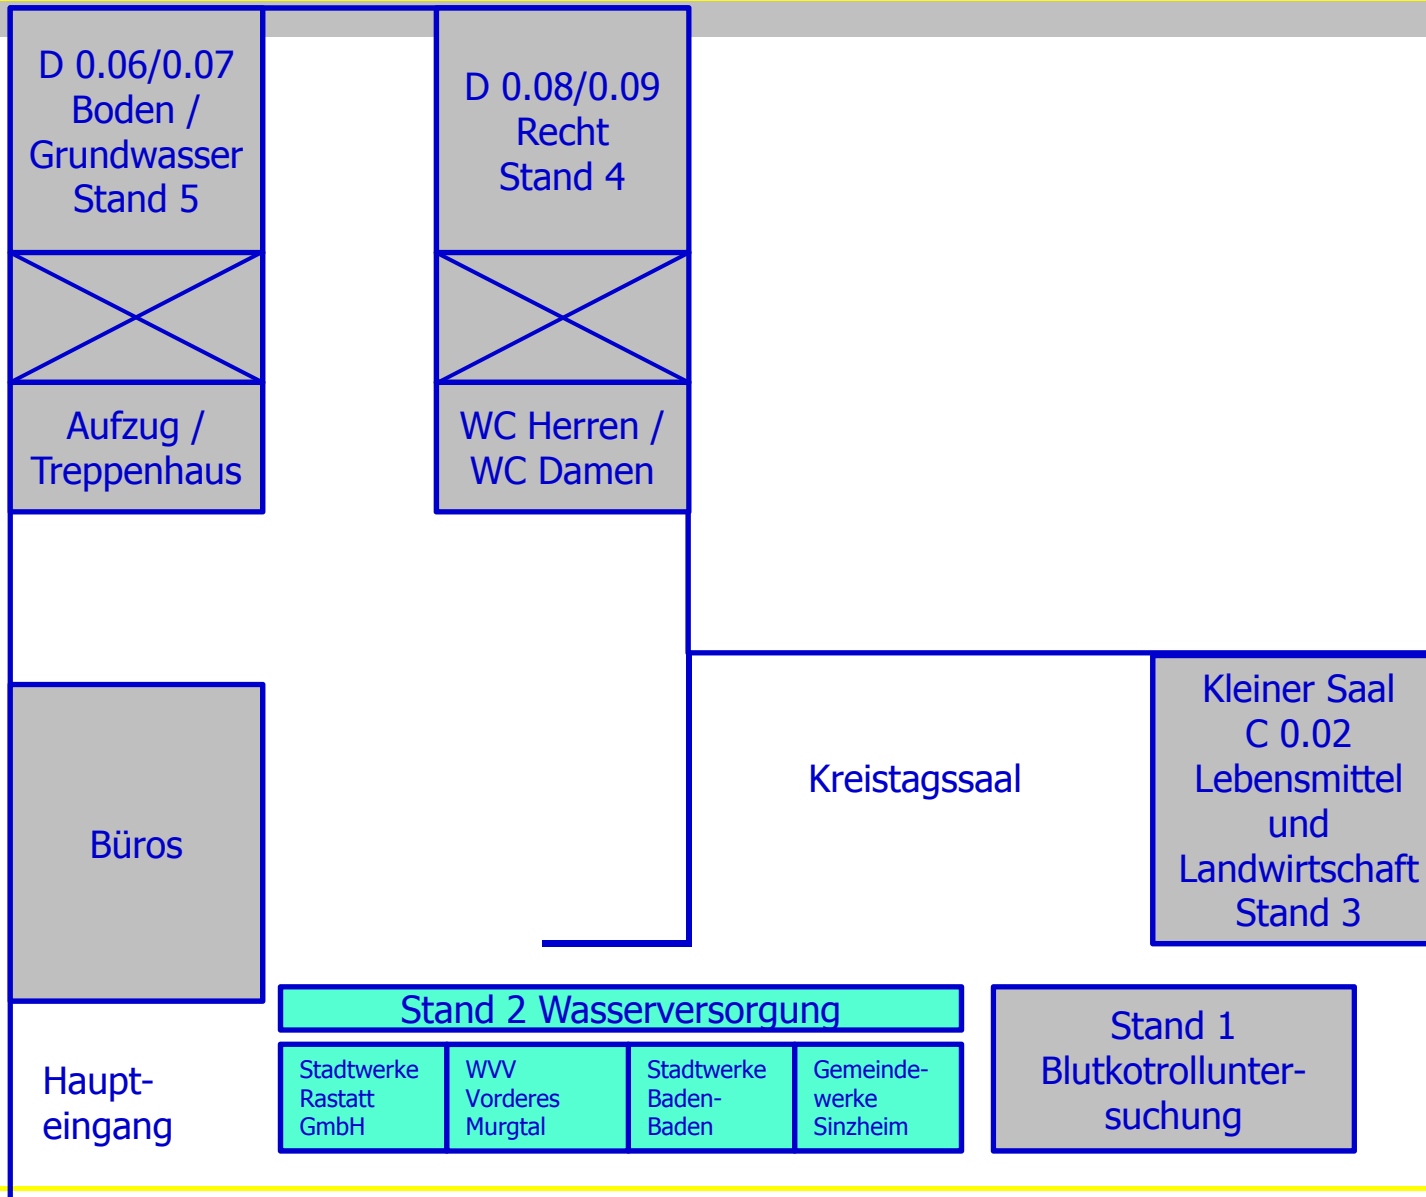 D 0.06/0.07
Boden /
Grundwasser
Stand 5
D 0.08/0.09
Recht
Stand 4
Aufzug /
Treppenhaus
WC Herren /
WC Damen
Büros
Kreistagssaal
Kleiner Saal
C 0.02
Lebensmittel
und
Landwirtschaft
Stand 3
Haupt-
eingang
Stand 2 Wasserversorgung
Stadtwerke
Rastatt
GmbH
WVV
Vorderes
Murgtal
Stadtwerke
Baden-
Baden
Gemeinde-
werke
Sinzheim
Stand 1
Blutkotrollunter-
suchung